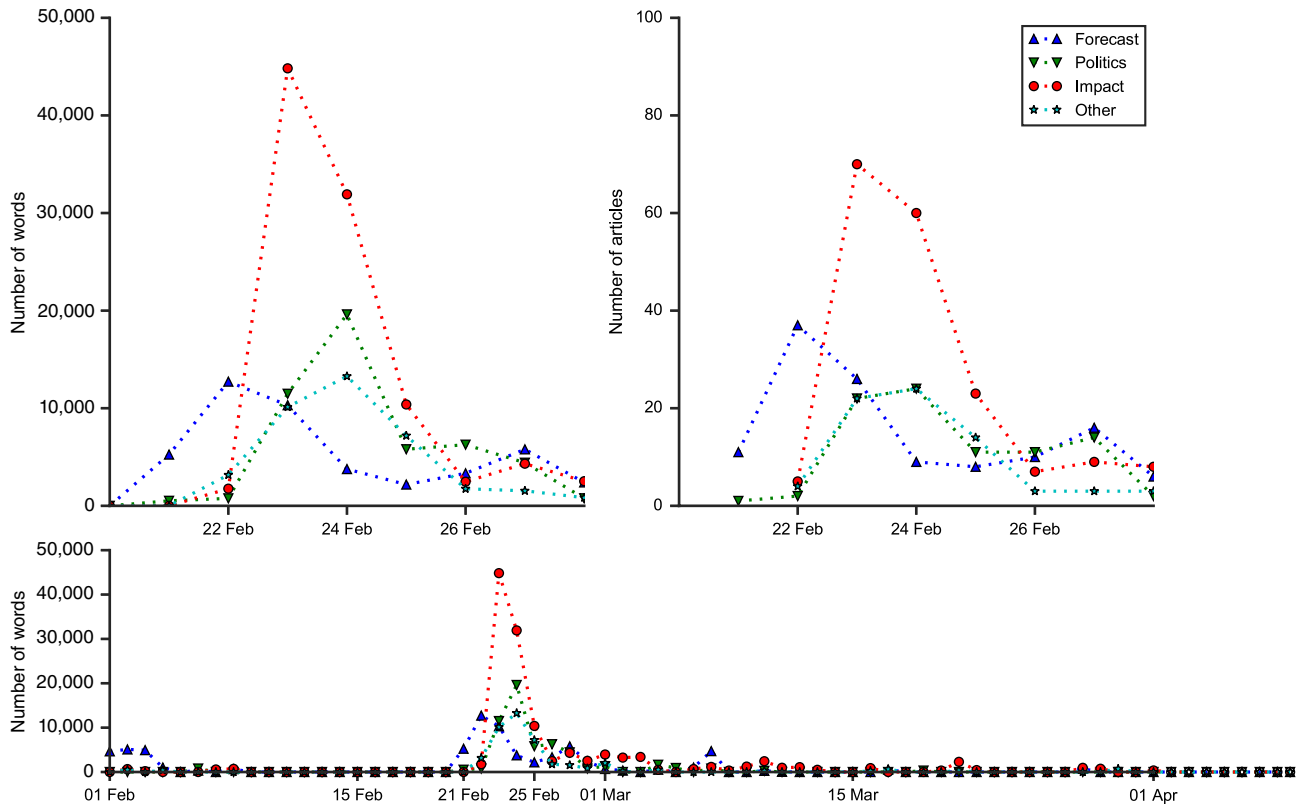 50,000
40,000
30,000
20,000
10,000
0
Number of words
22 Feb
24 Feb
26 Feb
100
80
60
40
20
0
Number of articles
22 Feb
24 Feb
26 Feb
Forecast
Politics
Impact
Other
50,000
40,000
30,000
20,000
10,000
0
Number of words
01 Feb
15 Feb
21 Feb
25 Feb
01 Mar
15 Mar
01 Apr